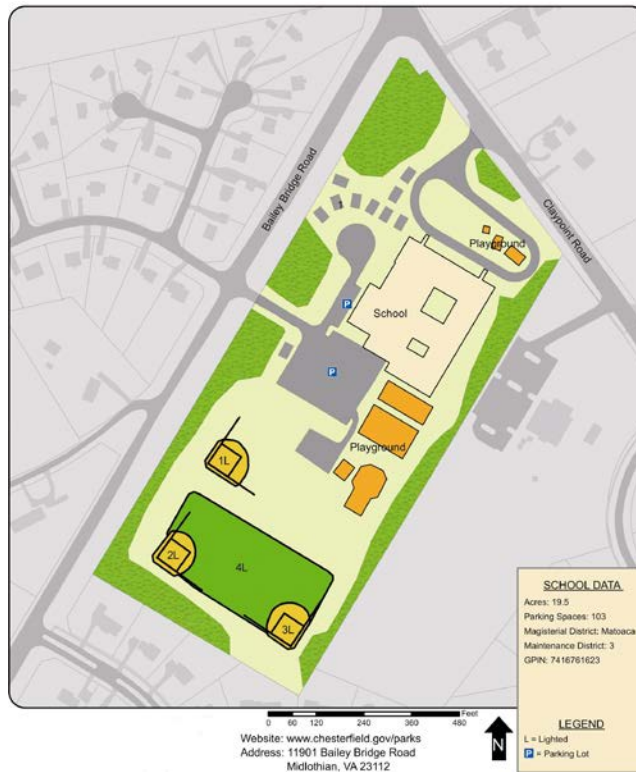 Bailey Bridge Road
Claypoint Road
Playground
School
P
P
Playground
1L
2L
4L
3L
SCHOOL DATA
Acres: 19.5
Parking Spaces: 103
Magisterial District: Matoaca
Maintenance District: 3
GPIN: 7416761623
LEGEND
L = Lighted
P = Parking Lot
Feet
0 60 120 240 360 480
N
Website: www.chesterfield.gov/parks
Address: 11901 Bailey Bridge Road
Midlothian, VA 23112